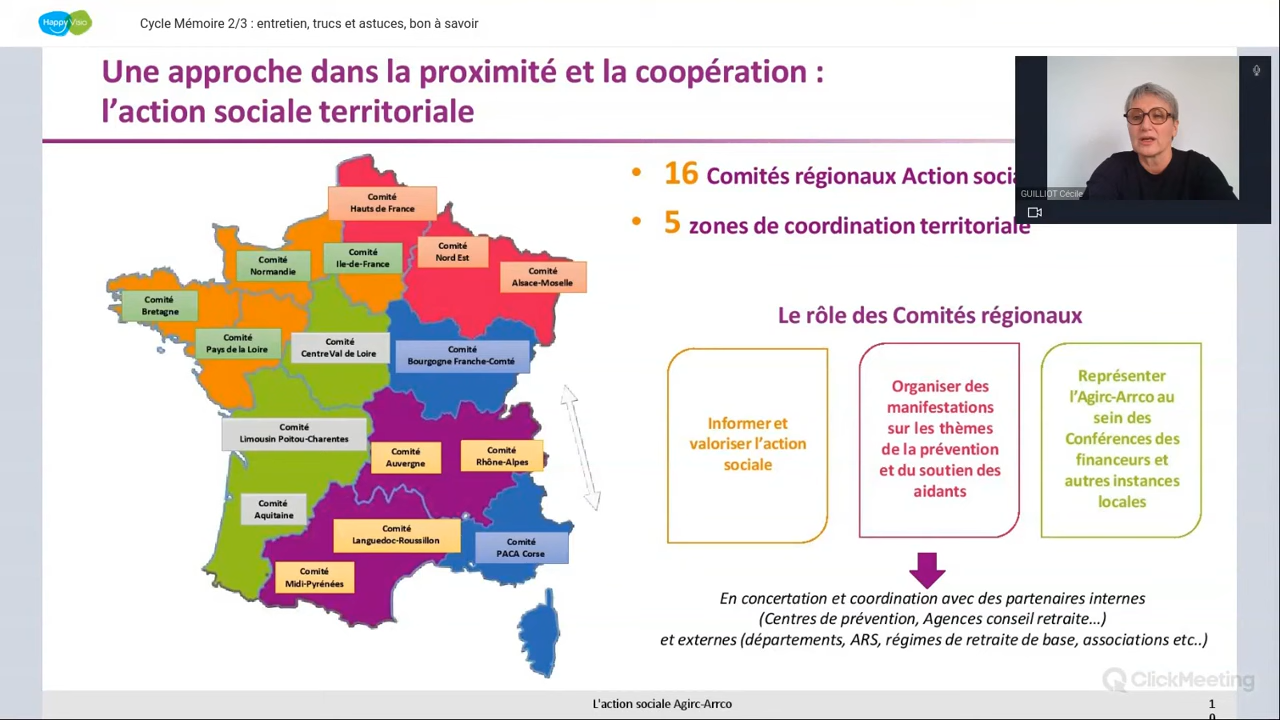 Happy Visio
Cycle Mémoire 2/3 : entretien, trucs et astuces, bon à savoir
Une approche dans la proximité et la coopération :
l’action sociale territoriale
GUILLIOT Cécile
• 16 Comités régionaux Action socia
• 5 zones de coordination territoriale
Comité
Hauts de France
Comité
Nord Est
Comité
Ile-de-France
Comité
Normandie
Comité
Alsace-Moselle
Comité
Bretagne
Comité
Pays de la Loire
Comité
Centre Val de Loire
Comité
Bourgogne Franche-Comté
Comité
Limousin Poitou-Charentes
Comité
Auvergne
Comité
Rhône-Alpes
Comité
Aquitaine
Comité
Languedoc-Roussillon
Comité
PACA Corse
Comité
Midi-Pyrénées
Le rôle des Comités régionaux
Informer et
valoriser l’action
sociale
Organiser des
manifestations
sur les thèmes
de la prévention
et du soutien des
aidants
Représenter
l’Agirc-Arrco au
sein des
Conférences des
financeurs et
autres instances
locales
En concertation et coordination avec des partenaires internes
(Centres de prévention, Agences conseil retraite…)
et externes (départements, ARS, régimes de retraite de base, associations etc..)
ClickMeeting
L'action sociale Agirc-Arrco
1
0